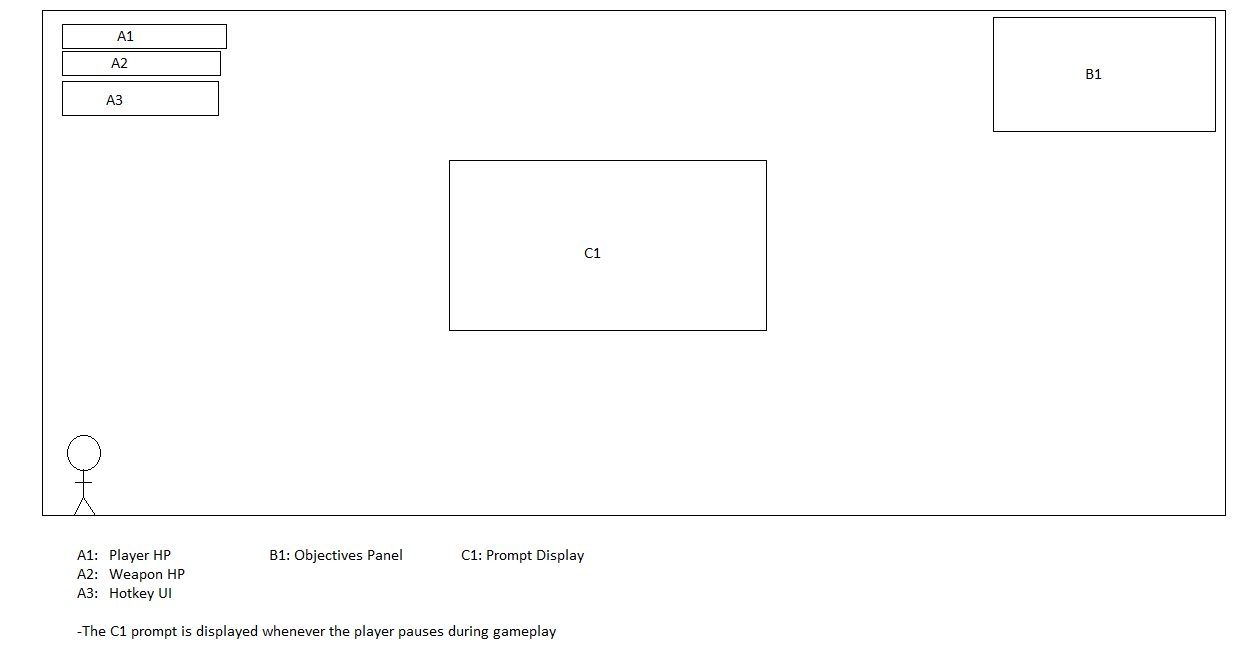 A1
A2
A3
B1
C1
A1: Player HP
B1: Objectives Panel
C1: Prompt Display
A2: Weapon HP
A3: Hotkey UI
-The C1 prompt is displayed whenever the player pauses during gameplay